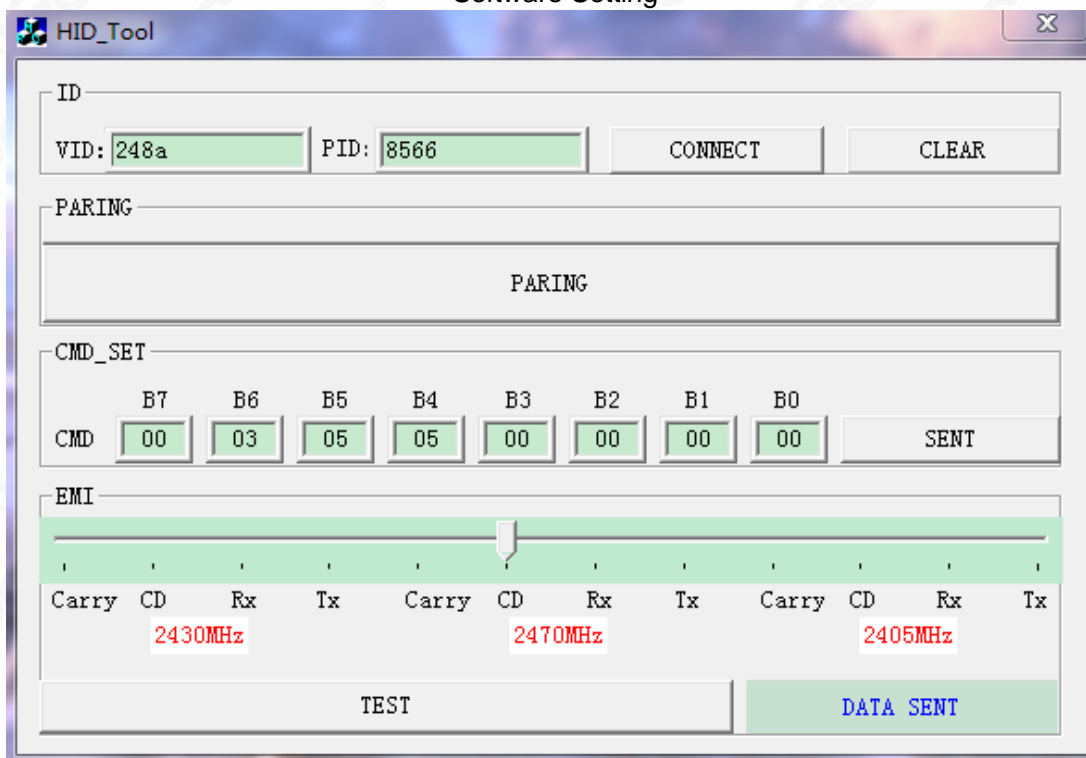 Software Setting
HID_Tool
ID
VID: 248a PID: 8566 CONNECT CLEAR
PARING
PARING
CMD_SET
B7 B6 B5 B4 B3 B2 B1 B0
CMD 00 03 05 05 00 00 00 00 SENT
EMI
Carry CD Rx Tx Carry CD Rx Tx Carry CD Rx Tx
2430MHz 2470MHz 2405MHz
TEST DATA SENT